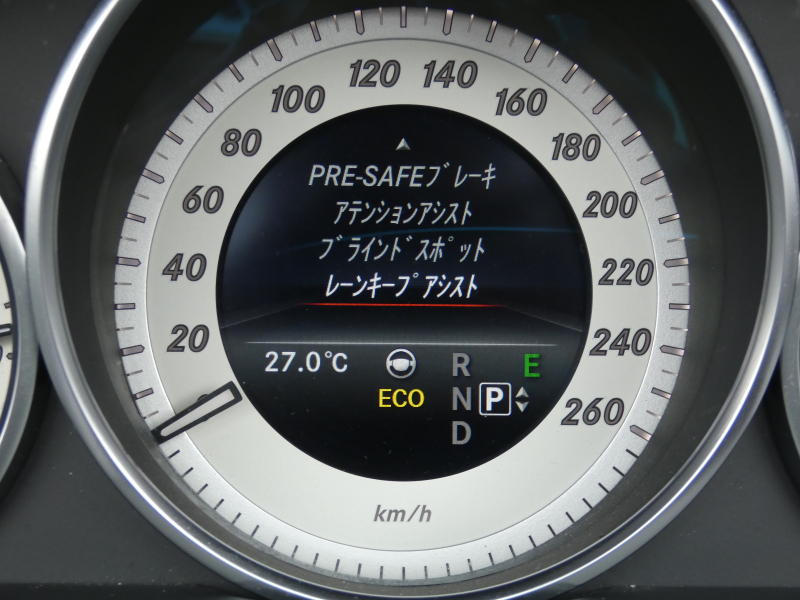 120 140
100 160
80 180
60 200
40 220
20 240
260
PRE-SAFEブレーキ
アテンションアシスト
ブラインドスポット
レーンキープアシスト
27.0℃ R E
ECO N P
D
km/h